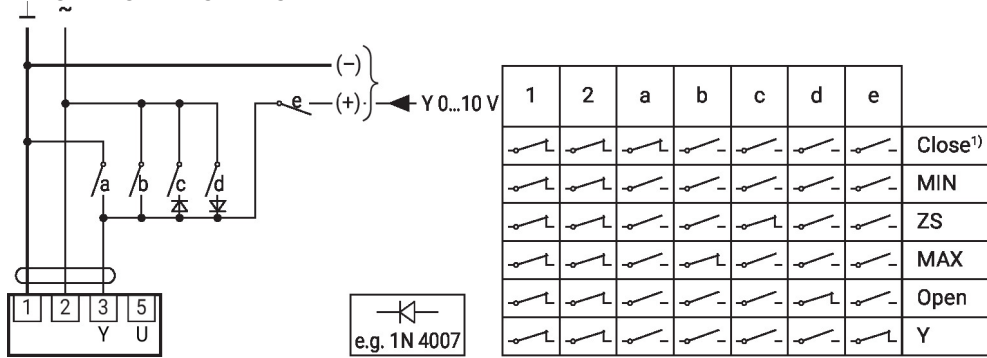 ⊥ ~
(–)
e (+) Y 0...10 V
a b c d
1 2 3 5
Y U
e.g. 1N 4007
1 2 a b c d e
Close¹⁾
MIN
ZS
MAX
Open
Y